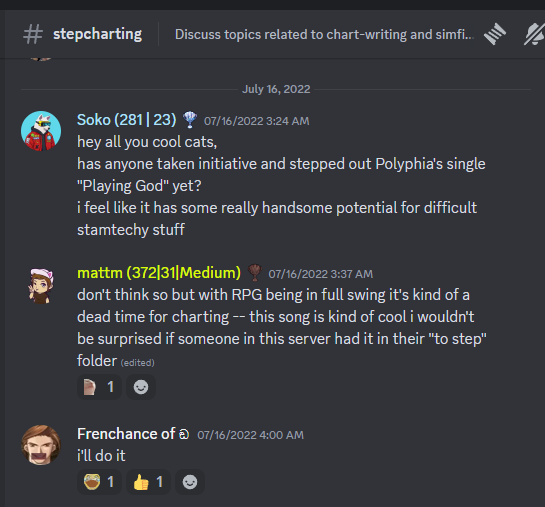 # stepcharting
Discuss topics related to chart-writing and simfi...
July 16, 2022
Soko (281 | 23) 07/16/2022 3:24 AM
hey all you cool cats,
has anyone taken initiative and stepped out Polyphia's single
"Playing God" yet?
i feel like it has some really handsome potential for difficult
stamtechy stuff
mattm (372|31|Medium) 07/16/2022 3:37 AM
don't think so but with RPG being in full swing it's kind of a
dead time for charting -- this song is kind of cool i wouldn't
be surprised if someone in this server had it in their "to step"
folder (edited)
1
Frenchance of 07/16/2022 4:00 AM
i'll do it
1 1